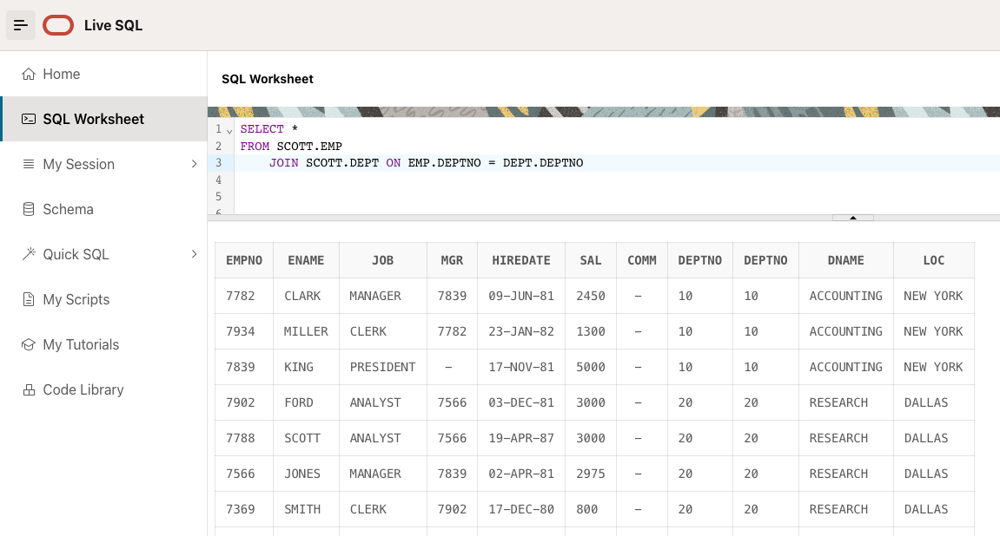 Live SQL
Home
SQL Worksheet
My Session
Schema
Quick SQL
My Scripts
My Tutorials
Code Library
SQL Worksheet
1 SELECT *
2 FROM SCOTT.EMP
3 JOIN SCOTT.DEPT ON EMP.DEPTNO = DEPT.DEPTNO
4
5
6
EMPNO ENAME JOB MGR HIREDATE SAL COMM DEPTNO DEPTNO DNAME LOC
7782 CLARK MANAGER 7839 09-JUN-81 2450 - 10 10 ACCOUNTING NEW YORK
7934 MILLER CLERK 7782 23-JAN-82 1300 - 10 10 ACCOUNTING NEW YORK
7839 KING PRESIDENT - 17-NOV-81 5000 - 10 10 ACCOUNTING NEW YORK
7902 FORD ANALYST 7566 03-DEC-81 3000 - 20 20 RESEARCH DALLAS
7788 SCOTT ANALYST 7566 19-APR-87 3000 - 20 20 RESEARCH DALLAS
7566 JONES MANAGER 7839 02-APR-81 2975 - 20 20 RESEARCH DALLAS
7369 SMITH CLERK 7902 17-DEC-80 800 - 20 20 RESEARCH DALLAS